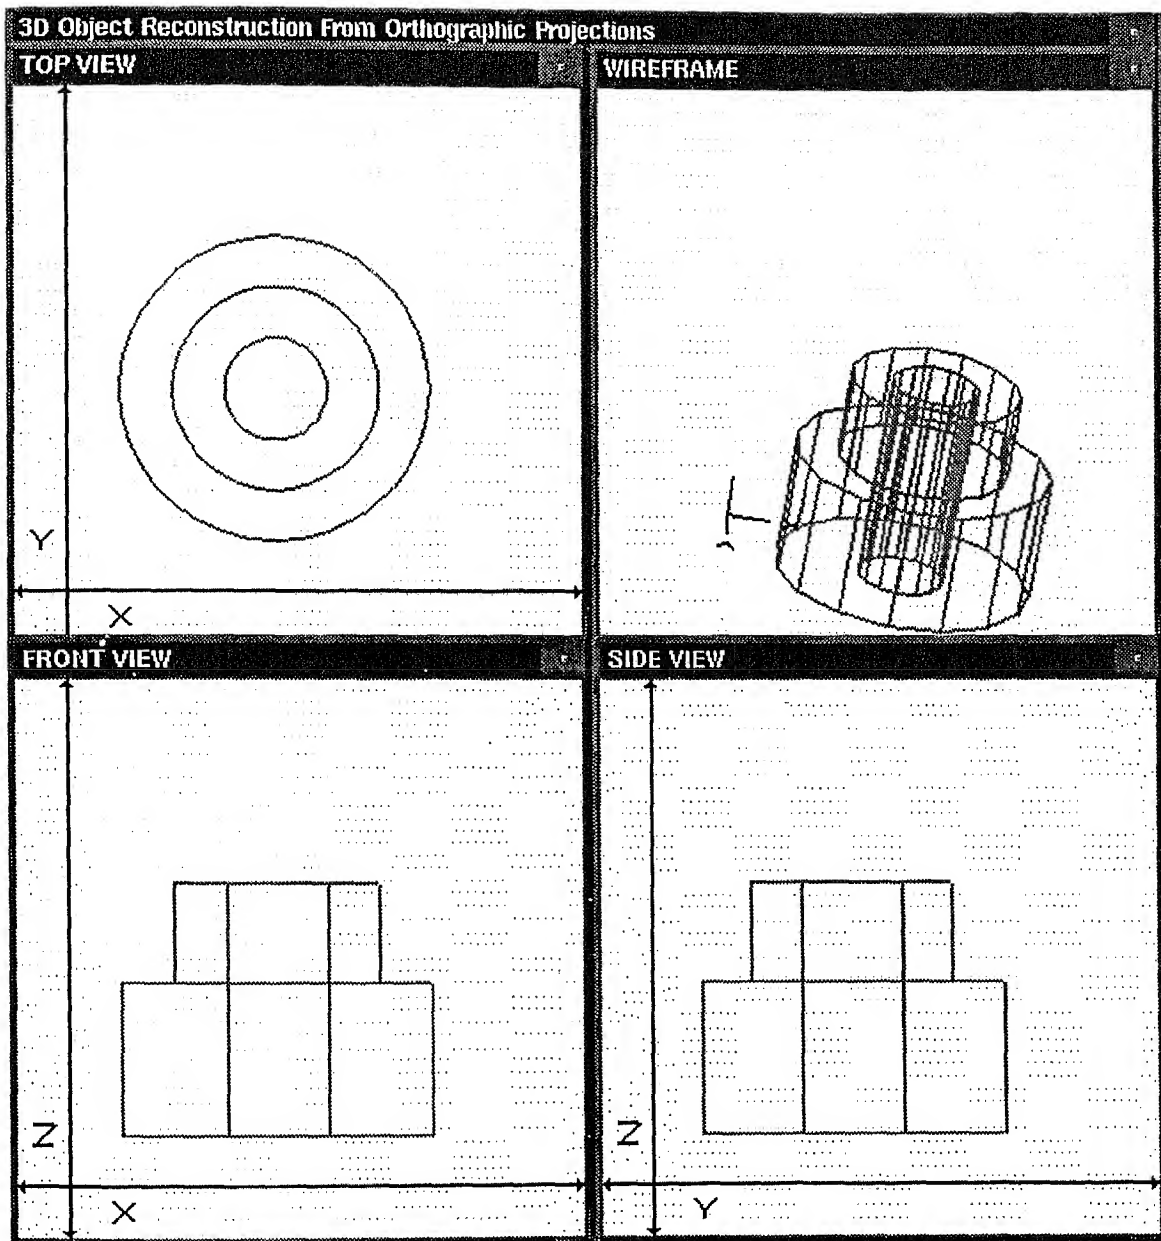 3D Object Reconstruction From Orthographic Projections
TOP VIEW
WIREFRAME
Y
X
FRONT VIEW
SIDE VIEW
Z
X
Z
Y